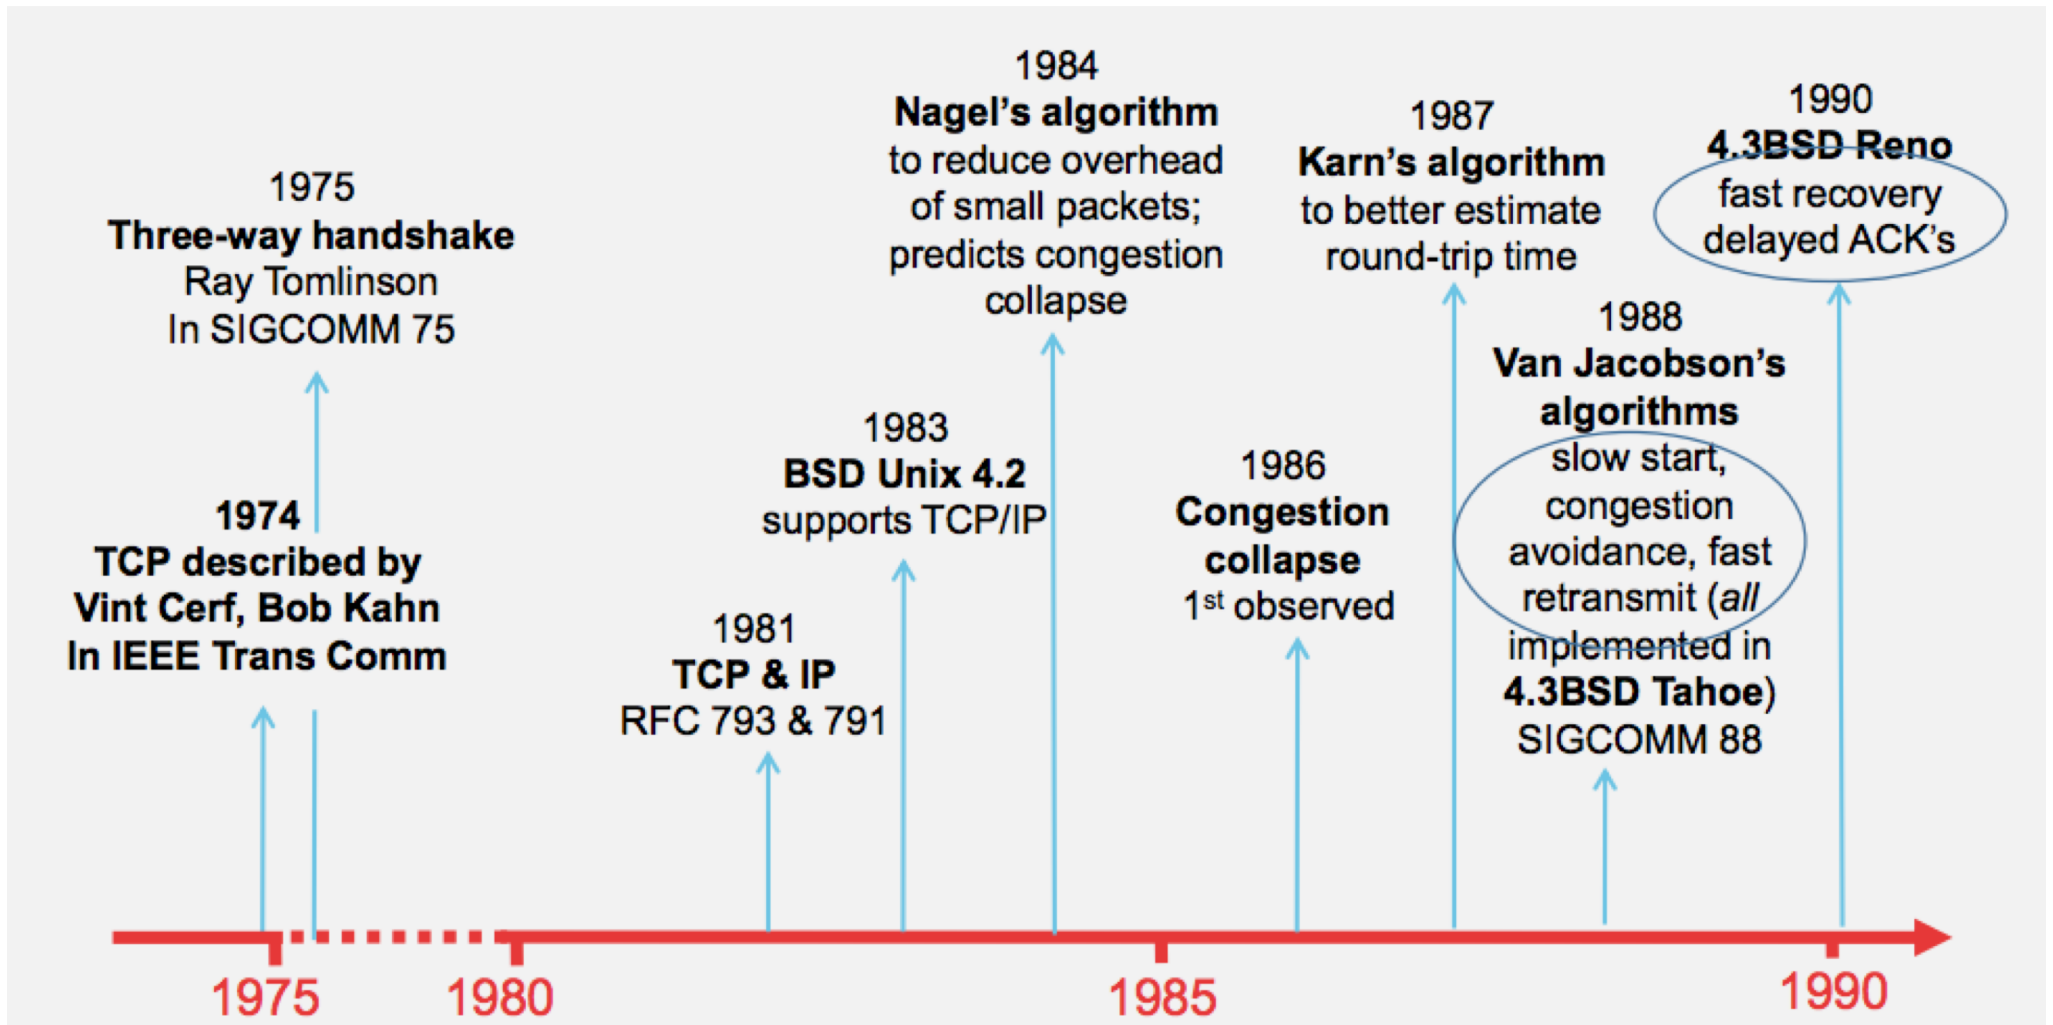 1975
Three-way handshake
Ray Tomlinson
In SIGCOMM 75
1974
TCP described by
Vint Cerf, Bob Kahn
In IEEE Trans Comm
1981
TCP & IP
RFC 793 & 791
1983
BSD Unix 4.2
supports TCP/IP
1984
Nagel's algorithm
to reduce overhead
of small packets;
predicts congestion
collapse
1986
Congestion
collapse
1st observed
1987
Karn's algorithm
to better estimate
round-trip time
1988
Van Jacobson's
algorithms
slow start,
congestion
avoidance, fast
retransmit (all
implemented in
4.3BSD Tahoe)
SIGCOMM 88
1990
4.3BSD Reno
fast recovery
delayed ACK's
1975
1980
1985
1990